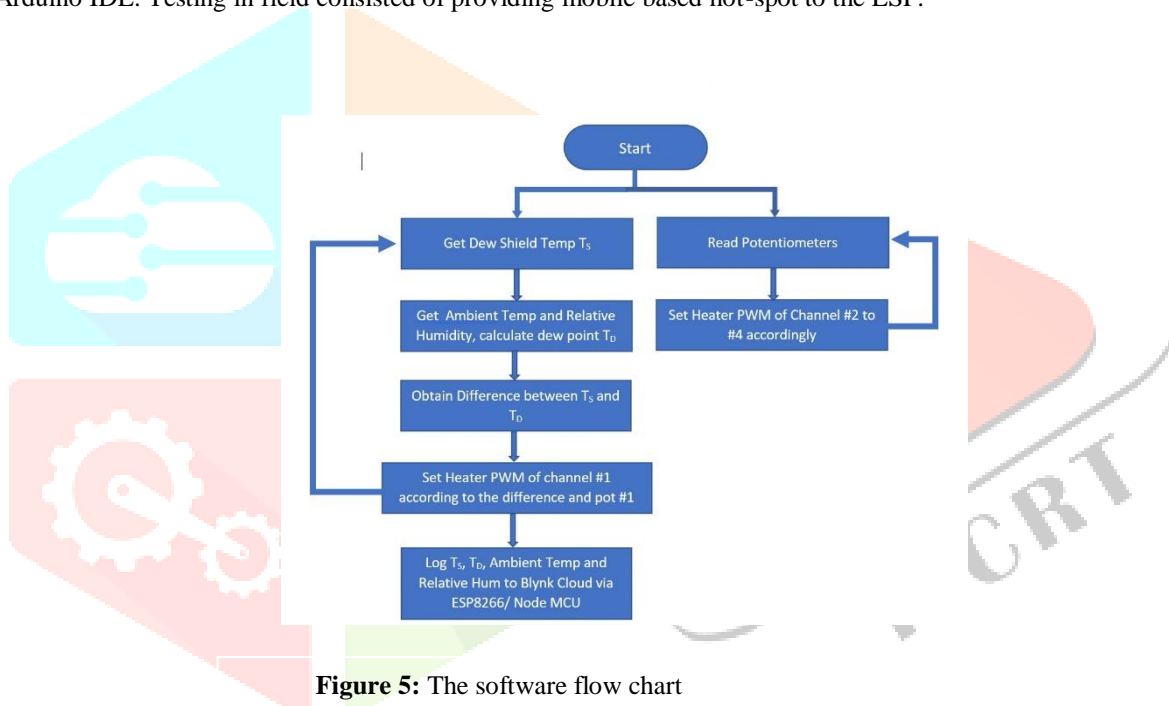 Arduino IDE. Testing in field consisted of providing mobile based hot-spot to the ESP.
Start
Get Dew Shield Temp TS
Get Ambient Temp and Relative
Humidity, calculate dew point TD
Obtain Difference between TS and
TD
Set Heater PWM of channel #1
according to the difference and pot #1
Log TS, TD, Ambient Temp and
Relative Hum to Blynk Cloud via
ESP8266/ Node MCU
Read Potentiometers
Set Heater PWM of Channel #2 to
#4 accordingly
CRT
Figure 5: The software flow chart